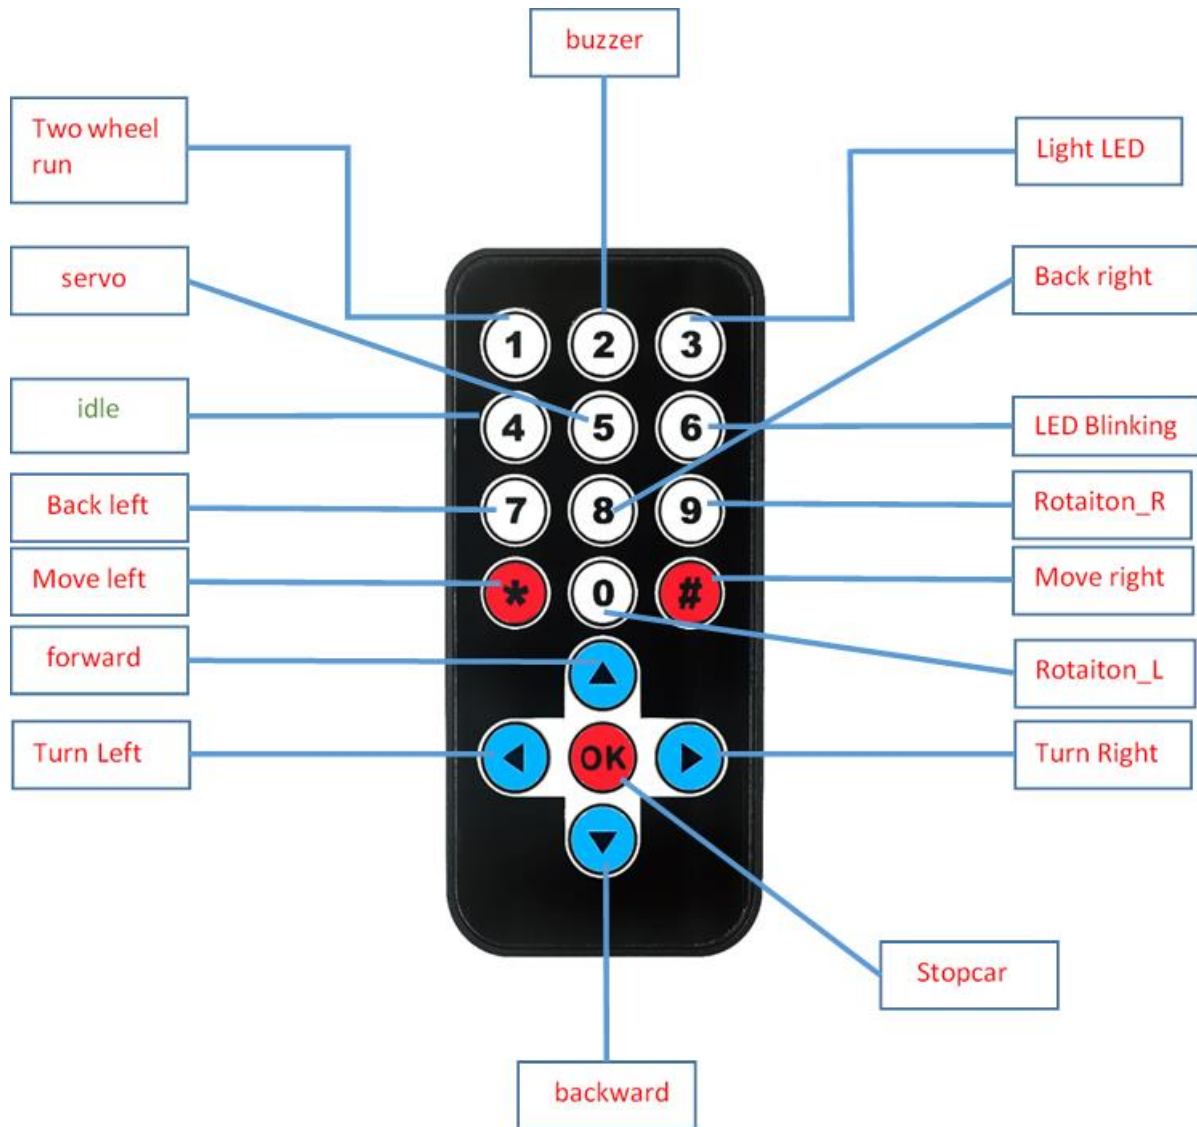 buzzer
Two wheel
run
Light LED
servo
Back right
1 2 3
idle
4 5 6
LED Blinking
Back left
7 8 9
Rotaiton_R
Move left
* 0 #
Move right
forward
Rotaiton_L
Turn Left
OK
Turn Right
Stopcar
backward